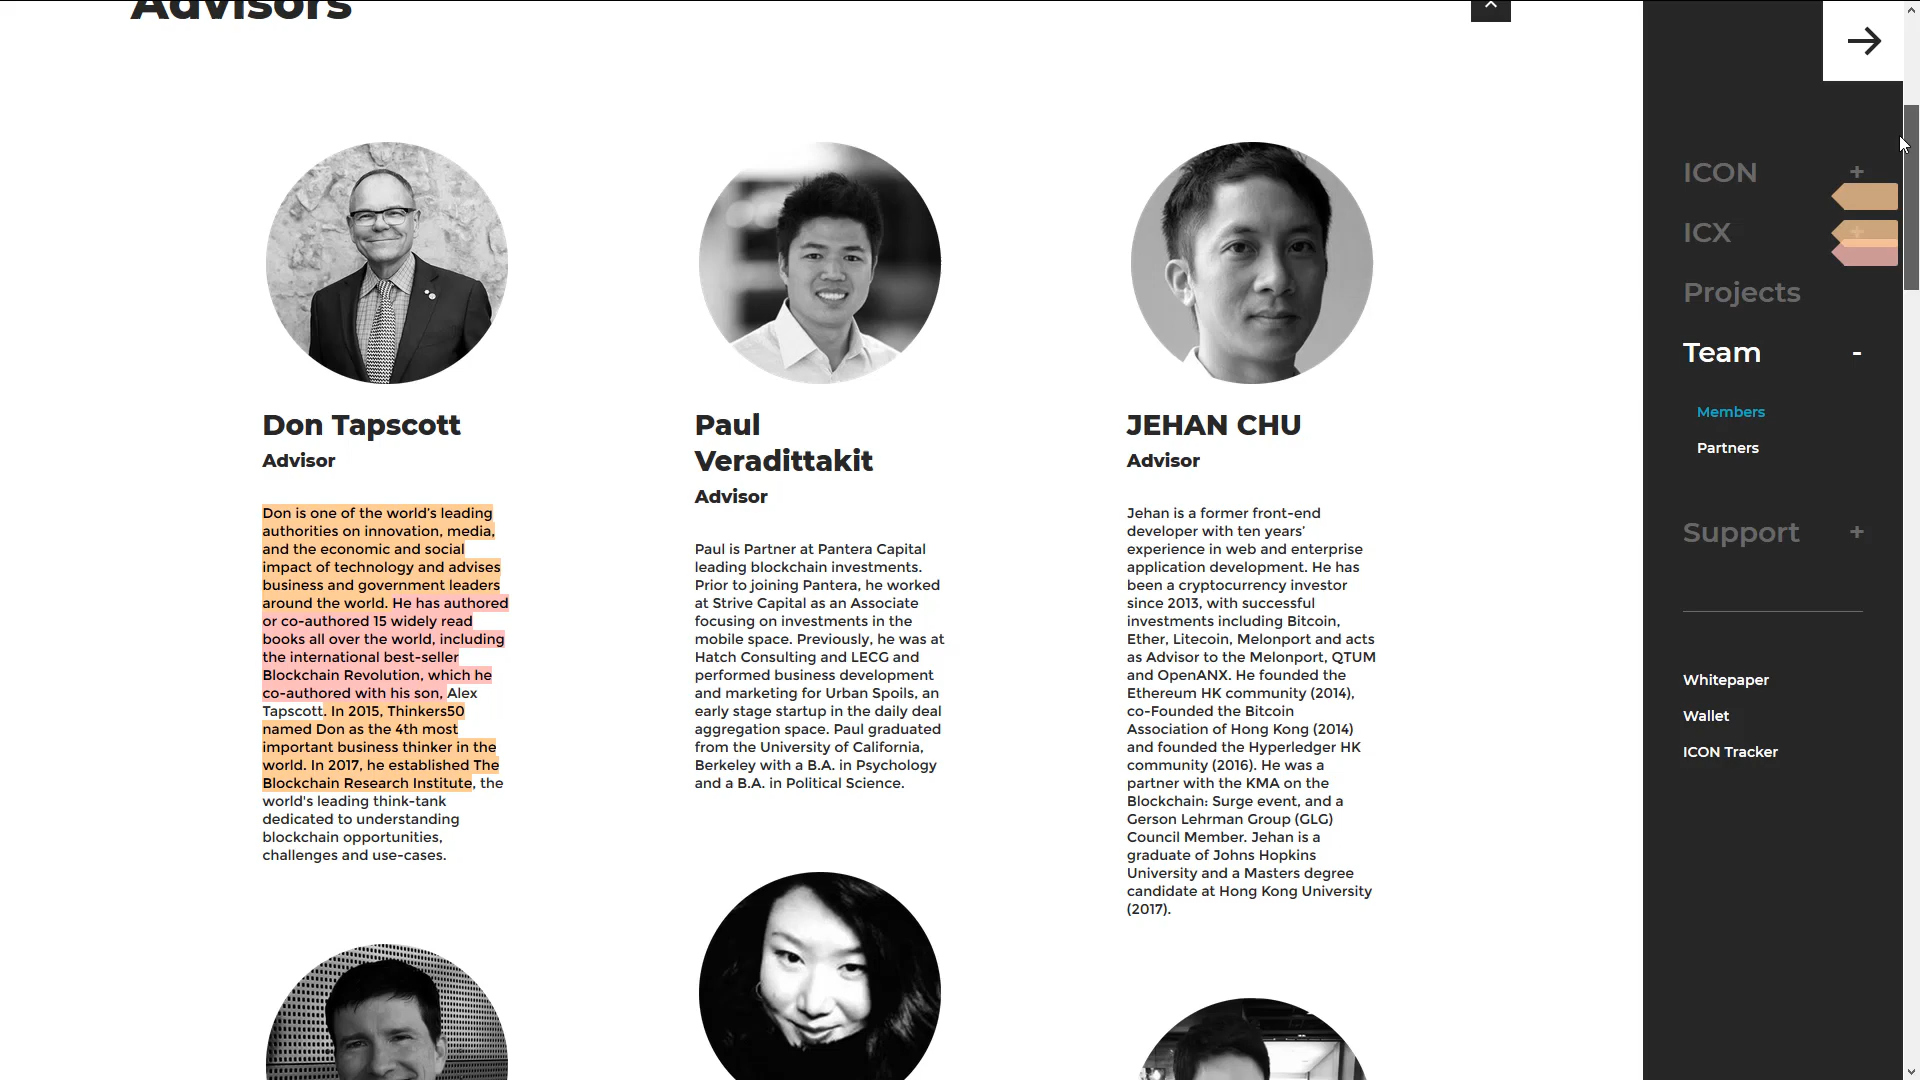 Advisors
Don Tapscott
Advisor
Don is one of the world's leading
authorities on innovation, media,
and the economic and social
impact of technology and advises
business and government leaders
around the world. He has authored
or co-authored 15 widely read
books all over the world, including
the international best-seller
Blockchain Revolution, which he
co-authored with his son, Alex
Tapscott. In 2015, Thinkers50
named Don as the 4th most
important business thinker in the
world. In 2017, he established The
Blockchain Research Institute, the
world's leading think-tank
dedicated to understanding
blockchain opportunities,
challenges and use-cases.
Paul
Veradittakit
Advisor
Paul is Partner at Pantera Capital
leading blockchain investments.
Prior to joining Pantera, he worked
at Strive Capital as an Associate
focusing on investments in the
mobile space. Previously, he was at
Hatch Consulting and LECG and
performed business development
and marketing for Urban Spoils, an
early stage startup in the daily deal
aggregation space. Paul graduated
from the University of California,
Berkeley with a B.A. in Psychology
and a B.A. in Political Science.
JEHAN CHU
Advisor
Jehan is a former front-end
developer with ten years’
experience in web and enterprise
application development. He has
been a cryptocurrency investor
since 2013, with successful
investments including Bitcoin,
Ether, Litecoin, Melonport and acts
as Advisor to the Melonport, QTUM
and OpenANX. He founded the
Ethereum HK community (2014),
co-Founded the Bitcoin
Association of Hong Kong (2014)
and founded the Hyperledger HK
community (2016). He was a
partner with the KMA on the
Blockchain: Surge event, and a
Gerson Lehrman Group (GLG)
Council Member. Jehan is a
graduate of Johns Hopkins
University and a Masters degree
candidate at Hong Kong University
(2017).
ICON +
ICX +
Projects
Team -
Members
Partners
Support +
Whitepaper
Wallet
ICON Tracker